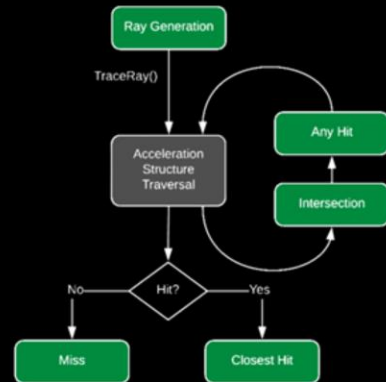 Ray Generation
TraceRay()
Any Hit
Acceleration
Structure
Traversal
Intersection
Hit?
No
Yes
Miss
Closest Hit